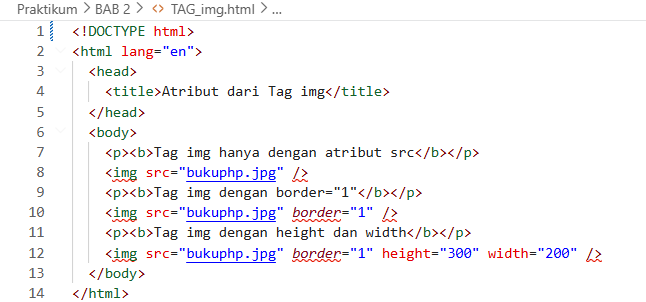 Praktikum > BAB 2 > <> TAG_img.html > ...
1 <!DOCTYPE html>
2 <html lang="en">
3 <head>
4 <title>Atribut dari Tag img</title>
5 </head>
6 <body>
7 <p><b>Tag img hanya dengan atribut src</b></p>
8 <img src="bukuphp.jpg" />
9 <p><b>Tag img dengan border="1"</b></p>
10 <img src="bukuphp.jpg" border="1" />
11 <p><b>Tag img dengan height dan width</b></p>
12 <img src="bukuphp.jpg" border="1" height="300" width="200" />
13 </body>
14 </html>